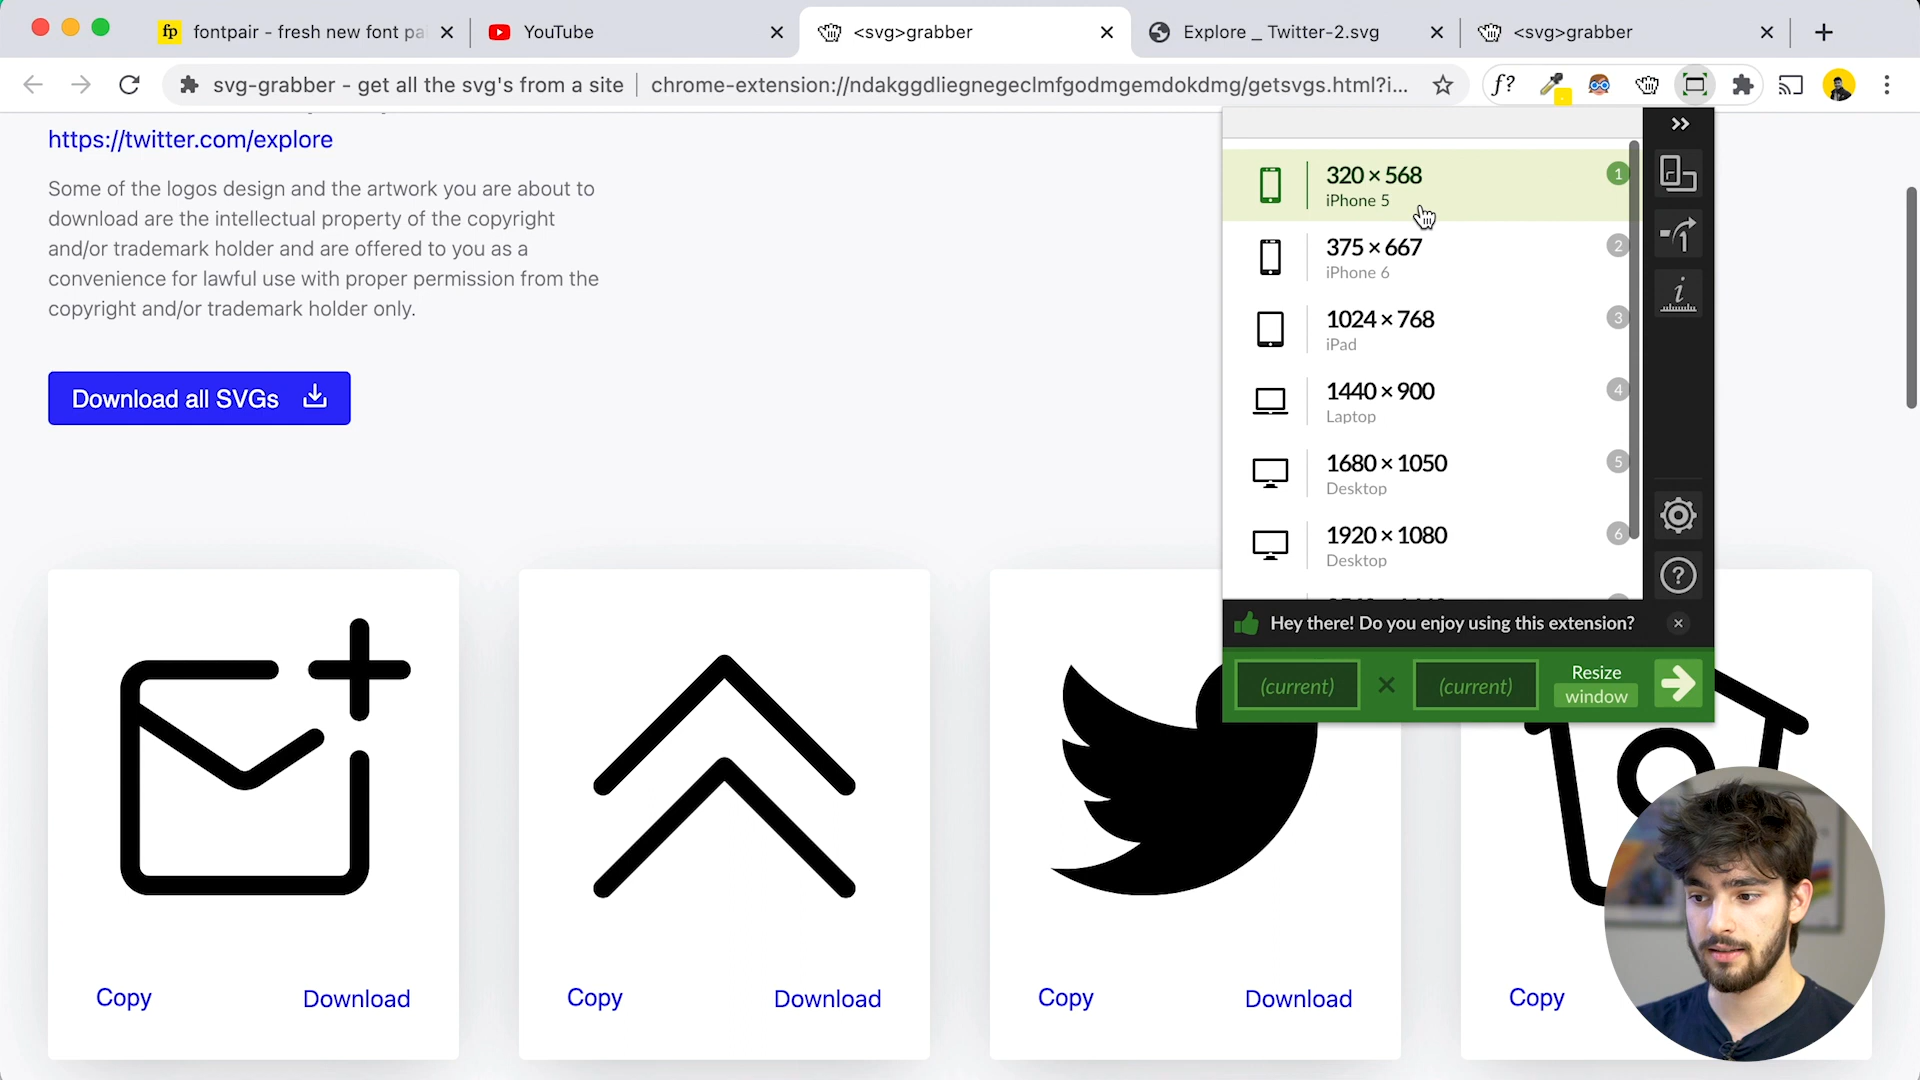 fp fontpair - fresh new font pa
YouTube
<svg>grabber
Explore _ Twitter-2.svg
<svg>grabber
svg-grabber - get all the svg's from a site
chrome-extension://ndakggdliegnegeclmfgodmgemdokdmg/getsvgs.html?i...
f?
https://twitter.com/explore
Some of the logos design and the artwork you are about to
download are the intellectual property of the copyright
and/or trademark holder and are offered to you as a
convenience for lawful use with proper permission from the
copyright and/or trademark holder only.
Download all SVGs
320 × 568
1
iPhone 5
375 × 667
2
iPhone 6
1024 × 768
3
iPad
1440 × 900
4
Laptop
1680 × 1050
5
Desktop
1920 × 1080
6
Desktop
Hey there! Do you enjoy using this extension?
(current) × (current)
Resize
window
Copy
Download
Copy
Download
Copy
Download
Copy